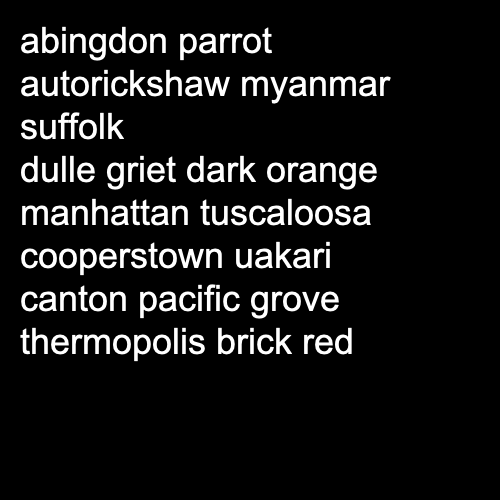 abingdon parrot
autorickshaw myanmar
suffolk
dulle griet dark orange
manhattan tuscaloosa
cooperstown uakari
canton pacific grove
thermopolis brick red